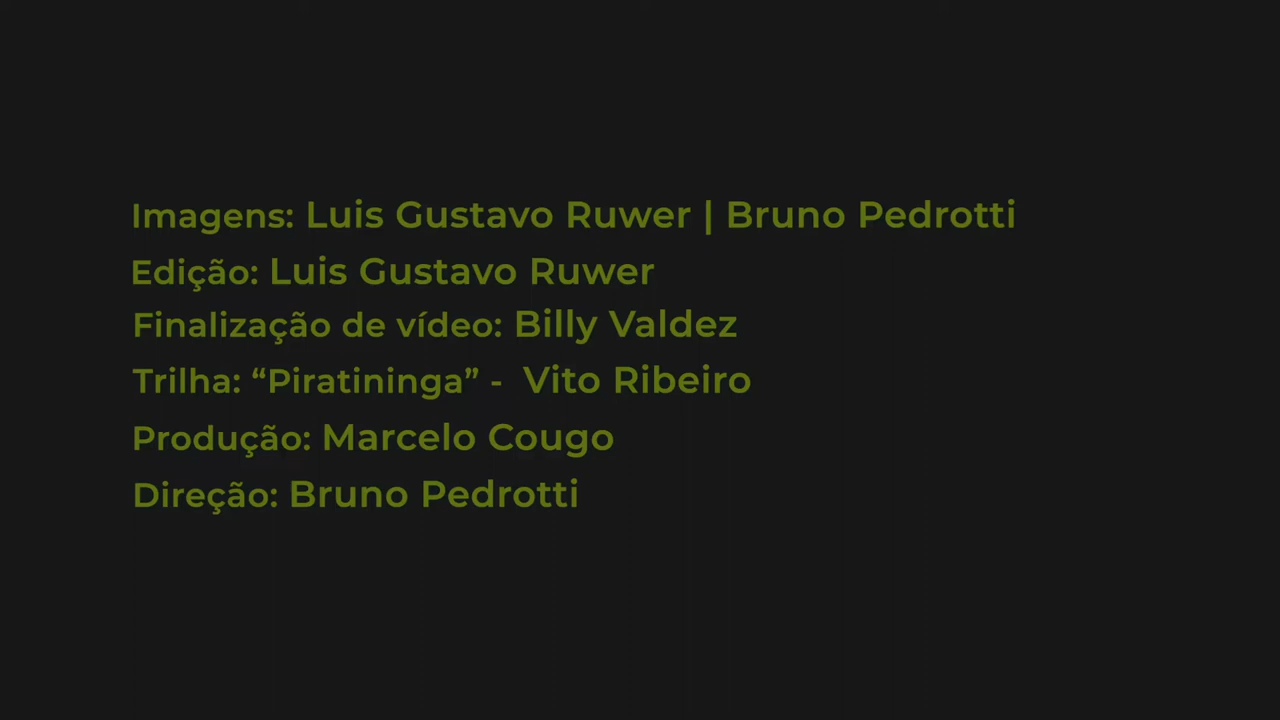 Imagens: Luis Gustavo Ruwer | Bruno Pedrotti
Edição: Luis Gustavo Ruwer
Finalização de vídeo: Billy Valdez
Trilha: “Piratininga” - Vito Ribeiro
Produção: Marcelo Cougo
Direção: Bruno Pedrotti